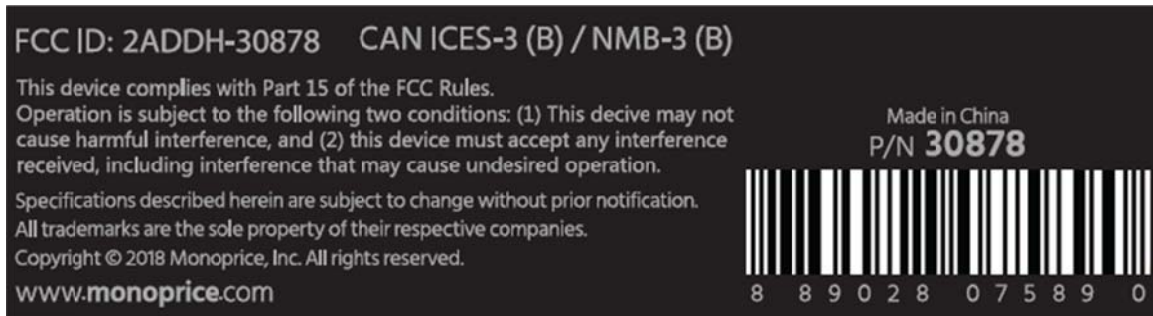 FCC ID: 2ADDH-30878 CAN ICES-3 (B) / NMB-3 (B)
This device complies with Part 15 of the FCC Rules.
Operation is subject to the following two conditions: (1) This decive may not
cause harmful interference, and (2) this device must accept any interference
received, including interference that may cause undesired operation.
Specifications described herein are subject to change without prior notification.
All trademarks are the sole property of their respective companies.
Copyright © 2018 Monoprice, Inc. All rights reserved.
www.monoprice.com
Made in China
P/N 30878
8 89028 07589 0